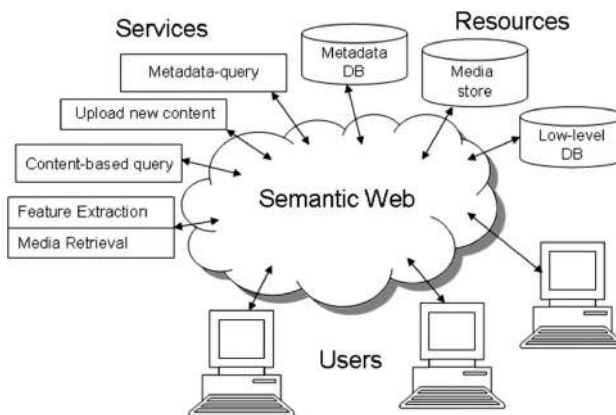 Services
Resources
Metadata-query
Metadata
DB
Media
store
Upload new content
Low-level
DB
Content-based query
Semantic Web
Feature Extraction
Media Retrieval
Users